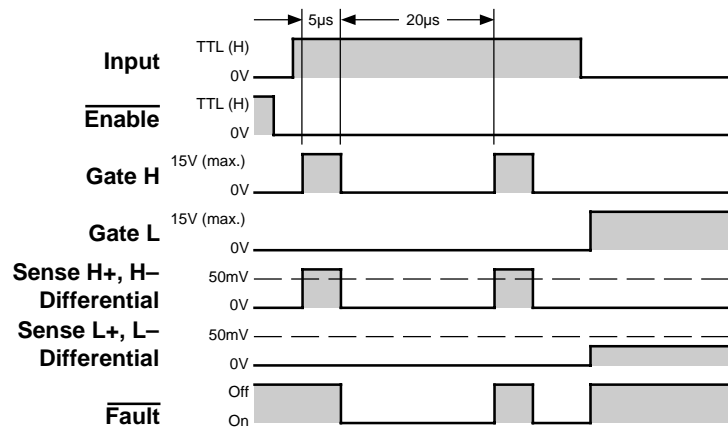 5µs
20µs
Input
TTL (H)
0V
Enable
TTL (H)
0V
Gate H
15V (max.)
0V
Gate L
15V (max.)
0V
Sense H+, H–
Differential
50mV
0V
Sense L+, L–
Differential
50mV
0V
Fault
Off
On